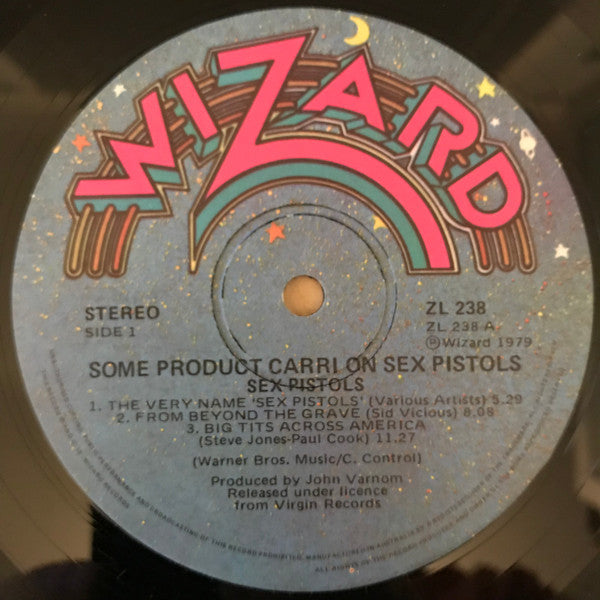 WIZARD
STEREO
SIDE 1
ZL 238
ZL 238 A
Ⓟ Wizard 1979
SOME PRODUCT CARRI ON SEX PISTOLS
SEX PISTOLS
1. THE VERY NAME 'SEX PISTOLS' (Various Artists) 5.29
2. FROM BEYOND THE GRAVE (Sid Vicious) 8.08
3. BIG TITS ACROSS AMERICA
(Steve Jones-Paul Cook) 11.27
(Warner Bros. Music/C. Control)
Produced by John Varnom
Released under licence
from Virgin Records